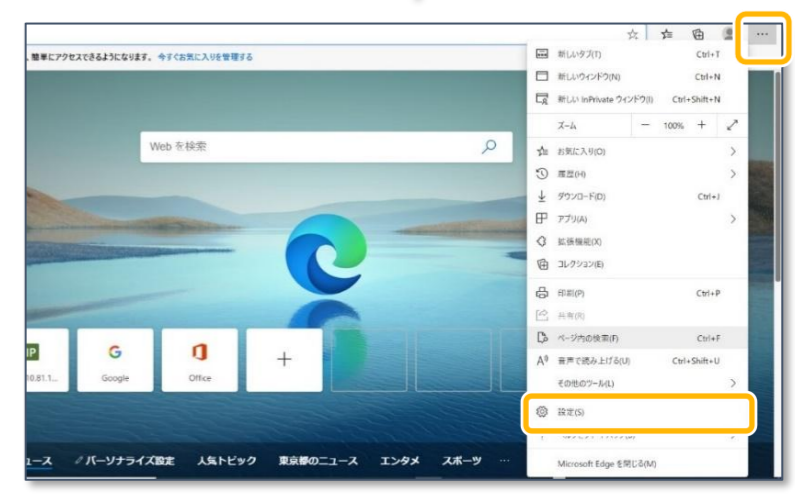 簡単にアクセスできるようになります。 今すぐお気に入りを管理する
Web を検索
Google
Office
ュース パーソナライズ設定 人気トピック 東京都のニュース エンタメ スポーツ ...
新しいタブ(T) Ctrl+T
新しいウィンドウ(N) Ctrl+N
新しい InPrivate ウィンドウ(I) Ctrl+Shift+N
ズーム − 100% +
お気に入り(O)
履歴(H)
ダウンロード(D) Ctrl+J
アプリ(A)
拡張機能(X)
コレクション(E)
印刷(P) Ctrl+P
共有(R)
ページ内の検索(F) Ctrl+F
音声で読み上げる(U) Ctrl+Shift+U
その他のツール(L)
設定(S)
Microsoft Edge を閉じる(M)